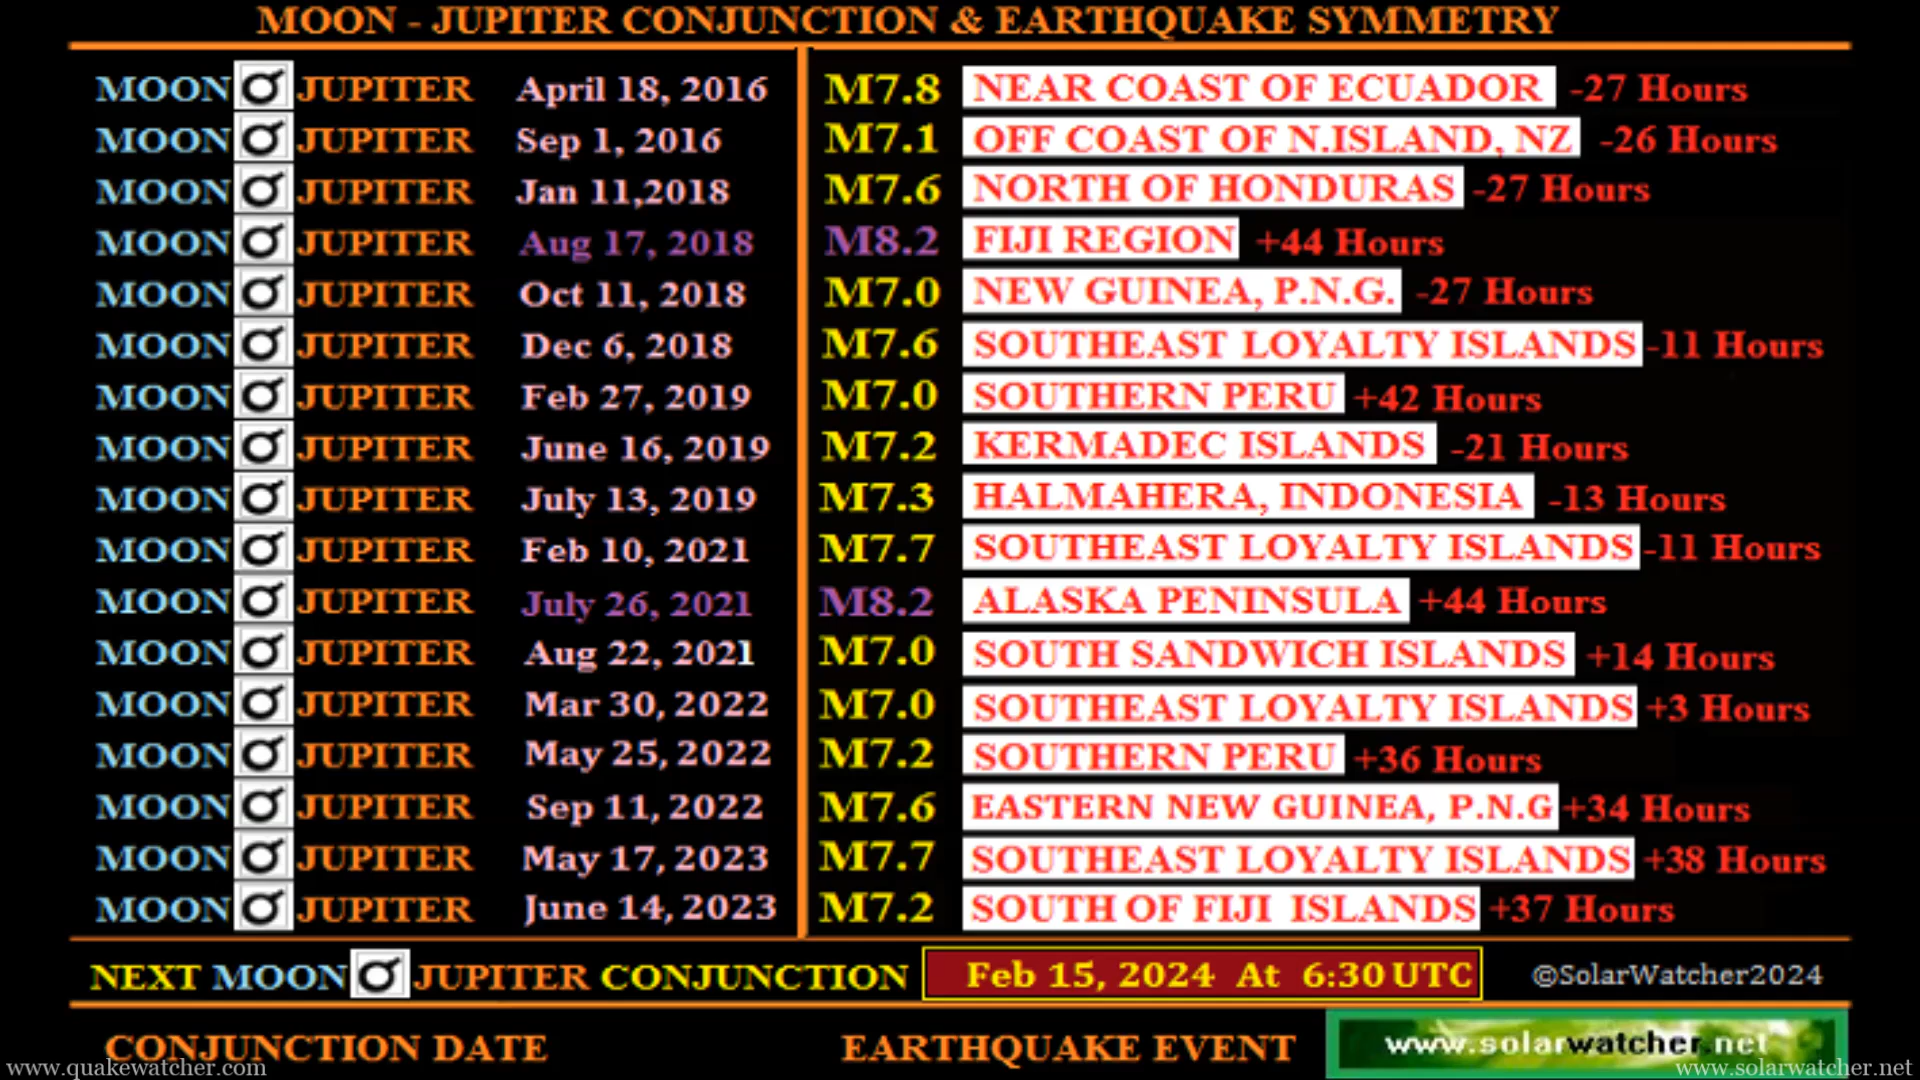 MOON - JUPITER CONJUNCTION & EARTHQUAKE SYMMETRY
MOON ☌ JUPITER April 18, 2016 M7.8 NEAR COAST OF ECUADOR -27 Hours
MOON ☌ JUPITER Sep 1, 2016 M7.1 OFF COAST OF N.ISLAND, NZ -26 Hours
MOON ☌ JUPITER Jan 11,2018 M7.6 NORTH OF HONDURAS -27 Hours
MOON ☌ JUPITER Aug 17, 2018 M8.2 FIJI REGION +44 Hours
MOON ☌ JUPITER Oct 11, 2018 M7.0 NEW GUINEA, P.N.G. -27 Hours
MOON ☌ JUPITER Dec 6, 2018 M7.6 SOUTHEAST LOYALTY ISLANDS -11 Hours
MOON ☌ JUPITER Feb 27, 2019 M7.0 SOUTHERN PERU +42 Hours
MOON ☌ JUPITER June 16, 2019 M7.2 KERMADEC ISLANDS -21 Hours
MOON ☌ JUPITER July 13, 2019 M7.3 HALMAHERA, INDONESIA -13 Hours
MOON ☌ JUPITER Feb 10, 2021 M7.7 SOUTHEAST LOYALTY ISLANDS -11 Hours
MOON ☌ JUPITER July 26, 2021 M8.2 ALASKA PENINSULA +44 Hours
MOON ☌ JUPITER Aug 22, 2021 M7.0 SOUTH SANDWICH ISLANDS +14 Hours
MOON ☌ JUPITER Mar 30, 2022 M7.0 SOUTHEAST LOYALTY ISLANDS +3 Hours
MOON ☌ JUPITER May 25, 2022 M7.2 SOUTHERN PERU +36 Hours
MOON ☌ JUPITER Sep 11, 2022 M7.6 EASTERN NEW GUINEA, P.N.G +34 Hours
MOON ☌ JUPITER May 17, 2023 M7.7 SOUTHEAST LOYALTY ISLANDS +38 Hours
MOON ☌ JUPITER June 14, 2023 M7.2 SOUTH OF FIJI ISLANDS +37 Hours
NEXT MOON ☌ JUPITER CONJUNCTION Feb 15, 2024 At 6:30 UTC ©SolarWatcher2024
CONJUNCTION DATE EARTHQUAKE EVENT www.solarwatcher.net
www.quakewatcher.com www.solarwatcher.net